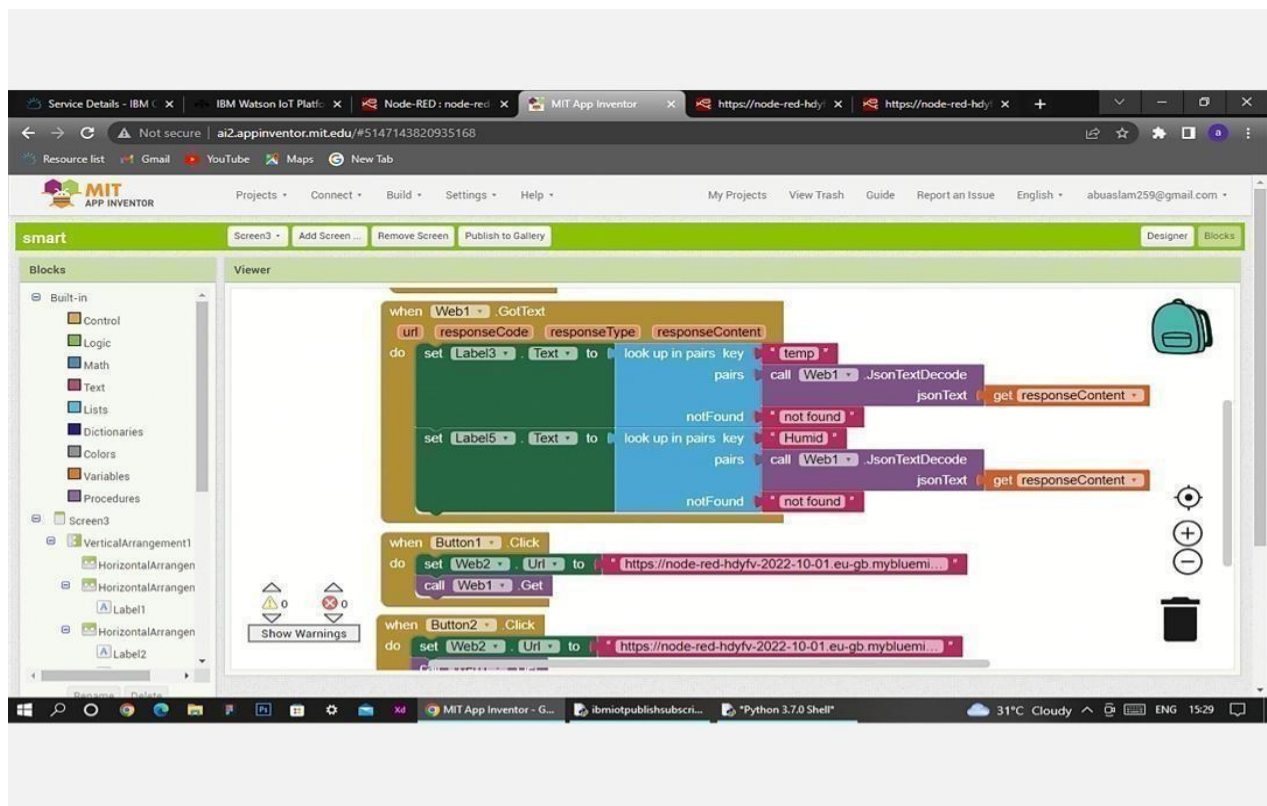 Service Details - IBM C
IBM Watson IoT Platfo
Node-RED : node-red
MIT App Inventor
https://node-red-hdy
https://node-red-hdy
Not secure | ai2.appinventor.mit.edu/#5147143820935168
a
Resource list Gmail YouTube Maps New Tab
MIT
APP INVENTOR
Projects Connect Build Settings Help My Projects View Trash Guide Report an Issue English abuaslam259@gmail.com
smart Screen3 Add Screen ... Remove Screen Publish to Gallery Designer Blocks
Blocks Viewer
Built-in
Control
Logic
Math
Text
Lists
Dictionaries
Colors
Variables
Procedures
Screen3
VerticalArrangement1
HorizontalArrangen
HorizontalArrangen
Label1
HorizontalArrangen
Label2
Rename Delete
when Web1 .GotText
url responseCode responseType responseContent
do set Label3 . Text to look up in pairs key " temp "
pairs call Web1 .JsonTextDecode
jsonText get responseContent
notFound " not found "
set Label5 . Text to look up in pairs key " Humid "
pairs call Web1 .JsonTextDecode
jsonText get responseContent
notFound " not found "
when Button1 .Click
do set Web2 . Url to " https://node-red-hdyfv-2022-10-01.eu-gb.mybluemi... "
call Web1 .Get
when Button2 .Click
do set Web2 . Url to " https://node-red-hdyfv-2022-10-01.eu-gb.mybluemi... "
0 0
Show Warnings
Ps Xd MIT App Inventor - G... ibmiotpublishsubscri... *Python 3.7.0 Shell* 31°C Cloudy ENG 15:29